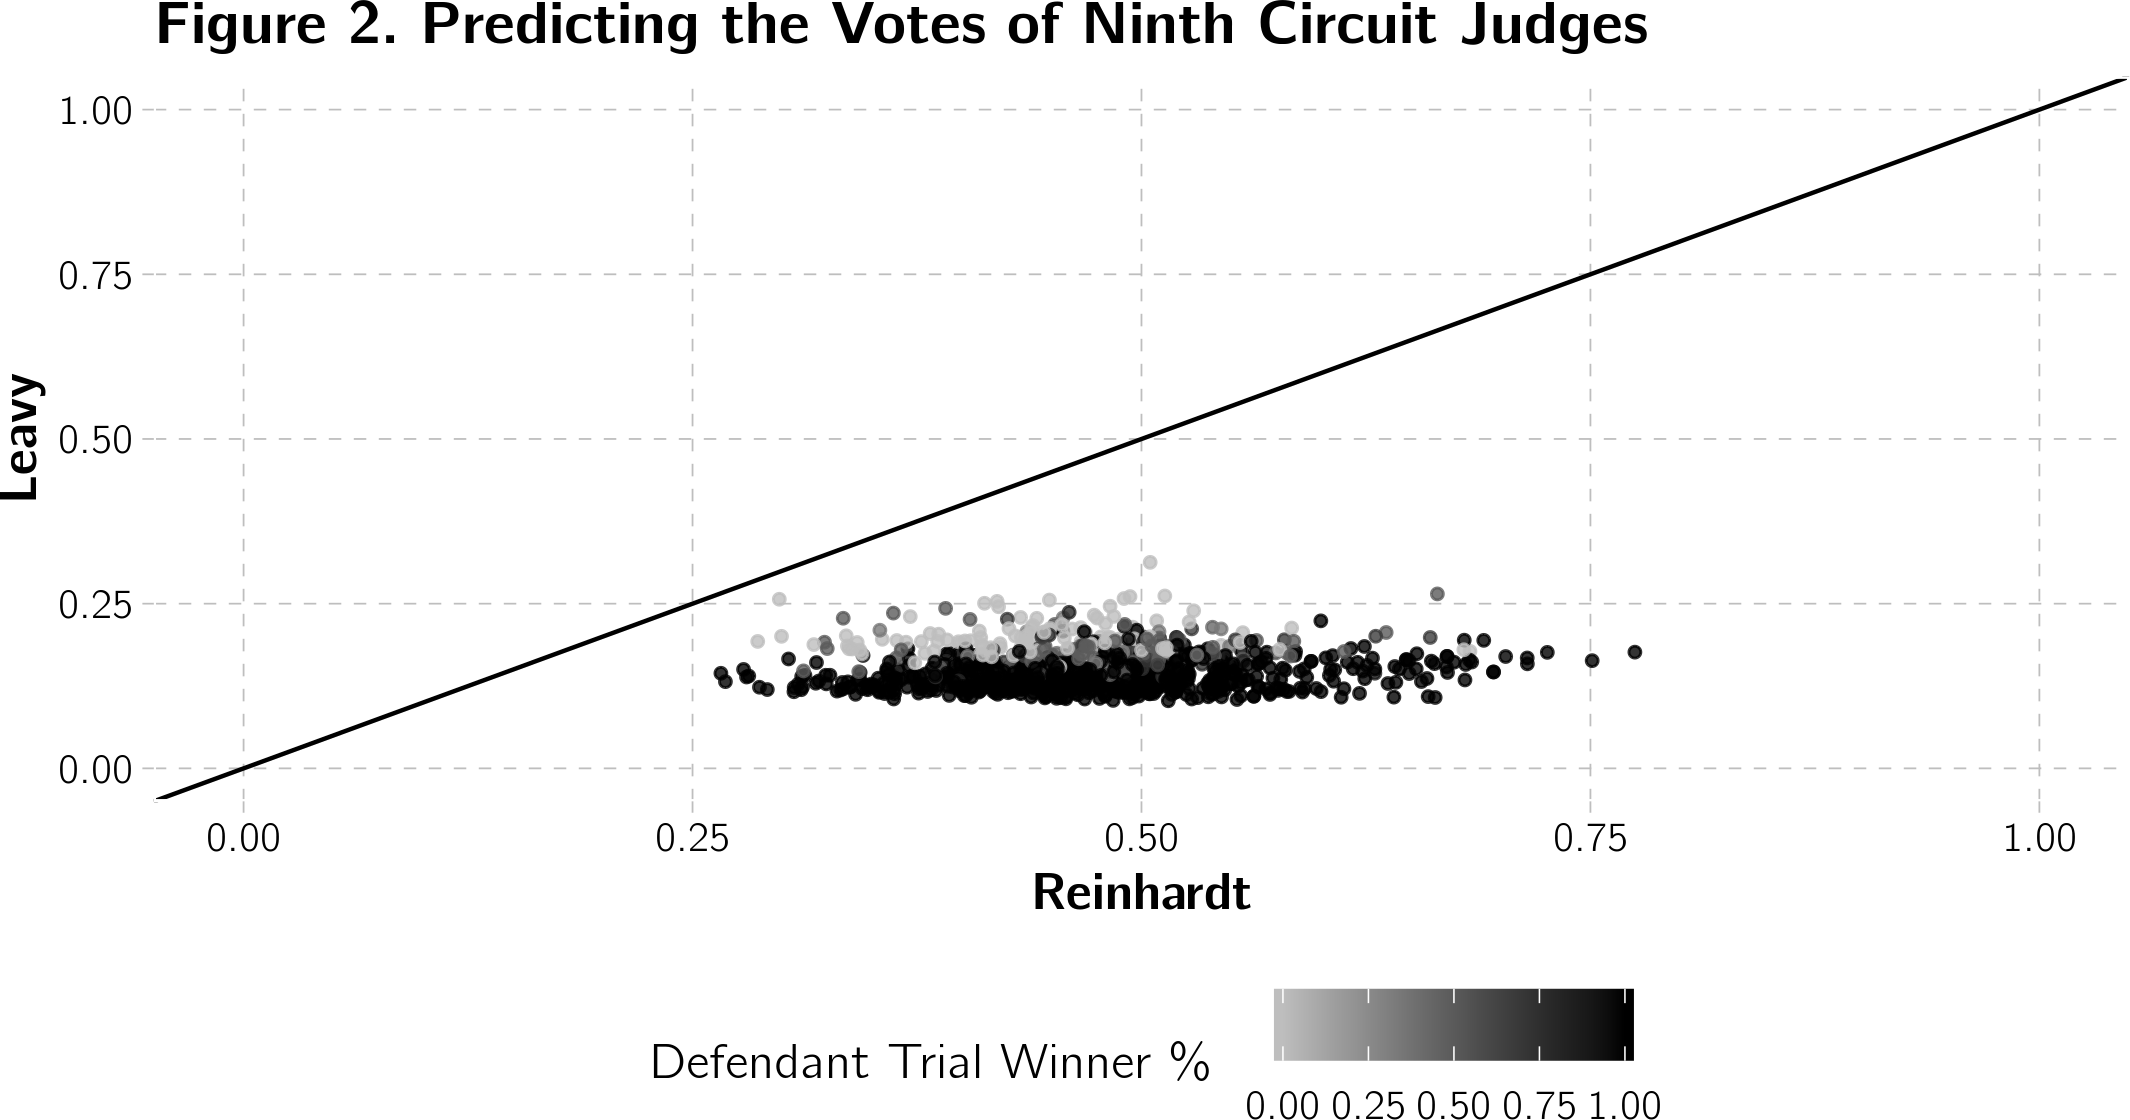 Figure 2. Predicting the Votes of Ninth Circuit Judges
1.00
0.75
0.50
0.25
0.00
Leavy
0.00 0.25 0.50 0.75 1.00
Reinhardt
Defendant Trial Winner %
0.00 0.25 0.50 0.75 1.00